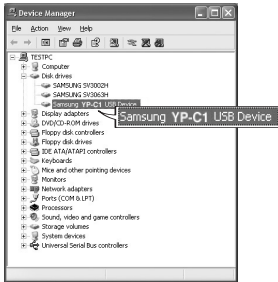 Device Manager
File Action View Help
TESTPC
Computer
Disk drives
SAMSUNG SV3002H
SAMSUNG SV3063H
Samsung YP-C1 USB Device
Samsung YP-C1 USB Device
Display adapters
DVD/CD-ROM drives
Floppy disk controllers
Floppy disk drives
IDE ATA/ATAPI controllers
Keyboards
Mice and other pointing devices
Monitors
Network adapters
Ports (COM & LPT)
Processors
Sound, video and game controllers
Storage volumes
System devices
Universal Serial Bus controllers